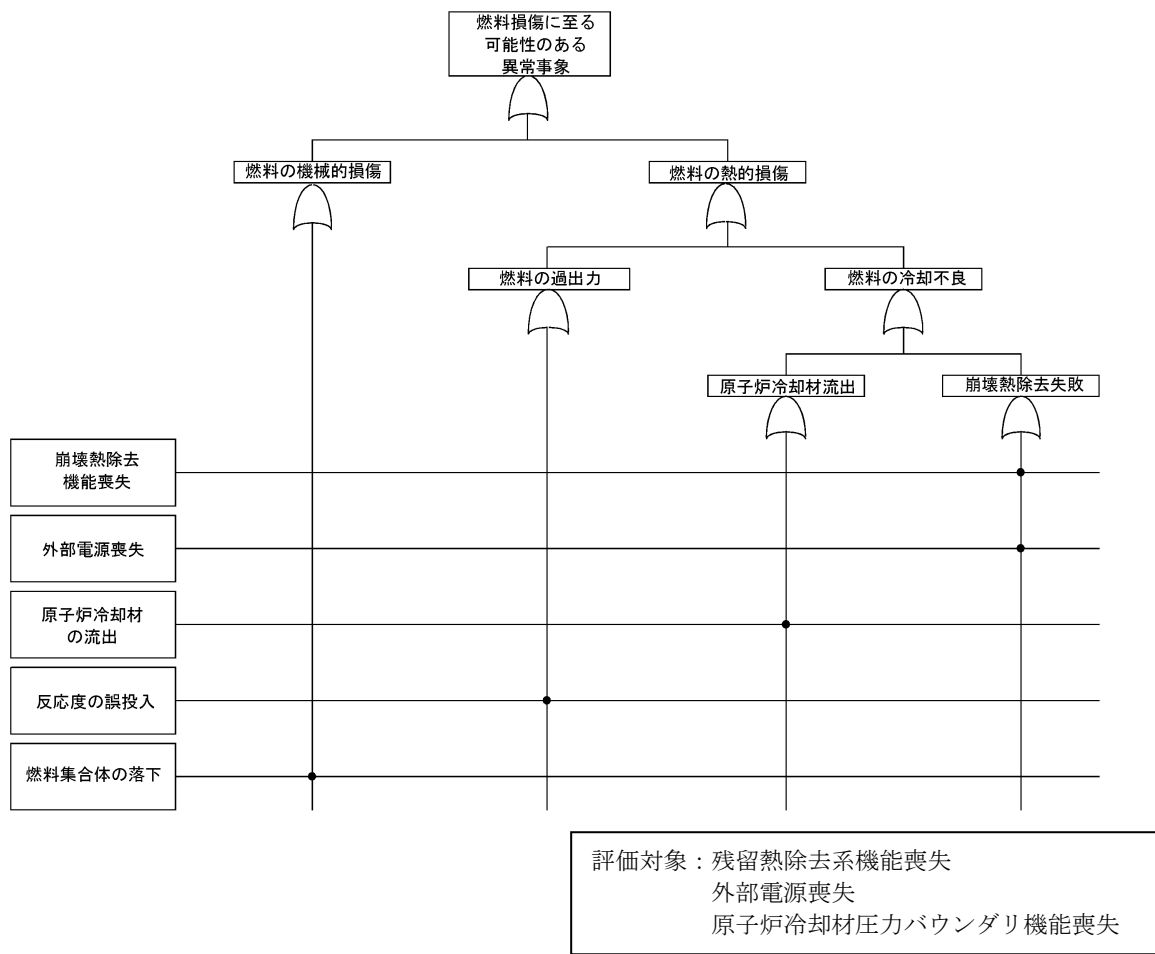 燃料損傷に至る
可能性のある
異常事象
燃料の機械的損傷
燃料の熱的損傷
燃料の過出力
燃料の冷却不良
原子炉冷却材流出
崩壊熱除去失敗
崩壊熱除去
機能喪失
外部電源喪失
原子炉冷却材
の流出
反応度の誤投入
燃料集合体の落下
評価対象：残留熱除去系機能喪失
外部電源喪失
原子炉冷却材圧力バウンダリ機能喪失